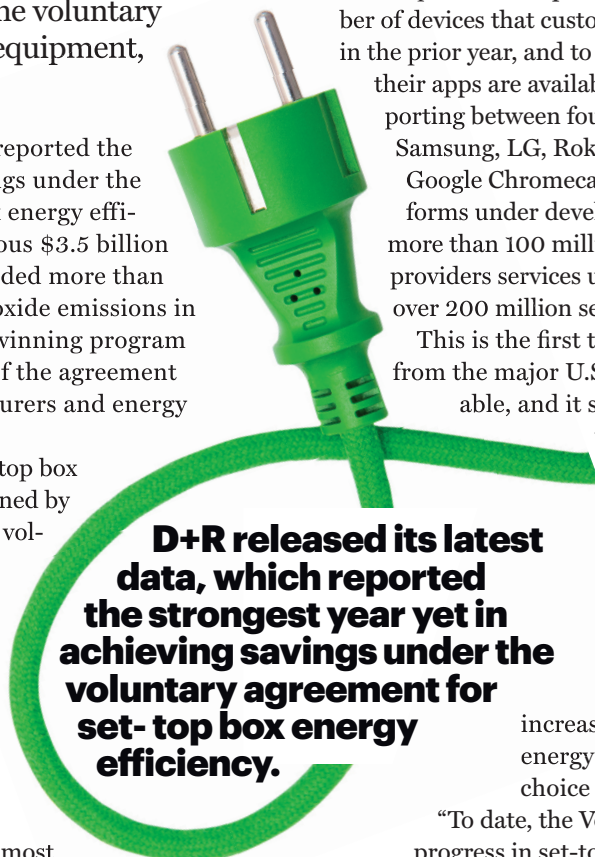 he voluntary
equipment,
reported the
gs under the
energy effi-
ous $3.5 billion
ded more than
oxide emissions in
winning program
f the agreement
urers and energy
top box
ned by
vol-
most
D+R released its latest
data, which reported
the strongest year yet in
achieving savings under the
voluntary agreement for
set- top box energy
efficiency.
ber of devices that custo
in the prior year, and to
their apps are availab
porting between fou
Samsung, LG, Rok
Google Chromeca
forms under devel
more than 100 milli
providers services u
over 200 million se
This is the first t
from the major U.S
able, and it s
increas
energy
choice
“To date, the Vo
progress in set-to